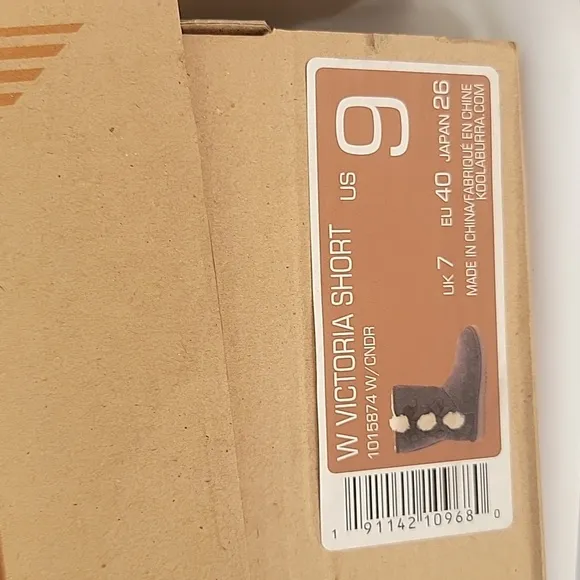 W VICTORIA SHORT
1015874 W/CNDR
US 9
UK 7 EU 40 JAPAN 26
MADE IN CHINA/FABRIQUÉ EN CHINE
KOOLABURRA.COM
1 91142 10968 0